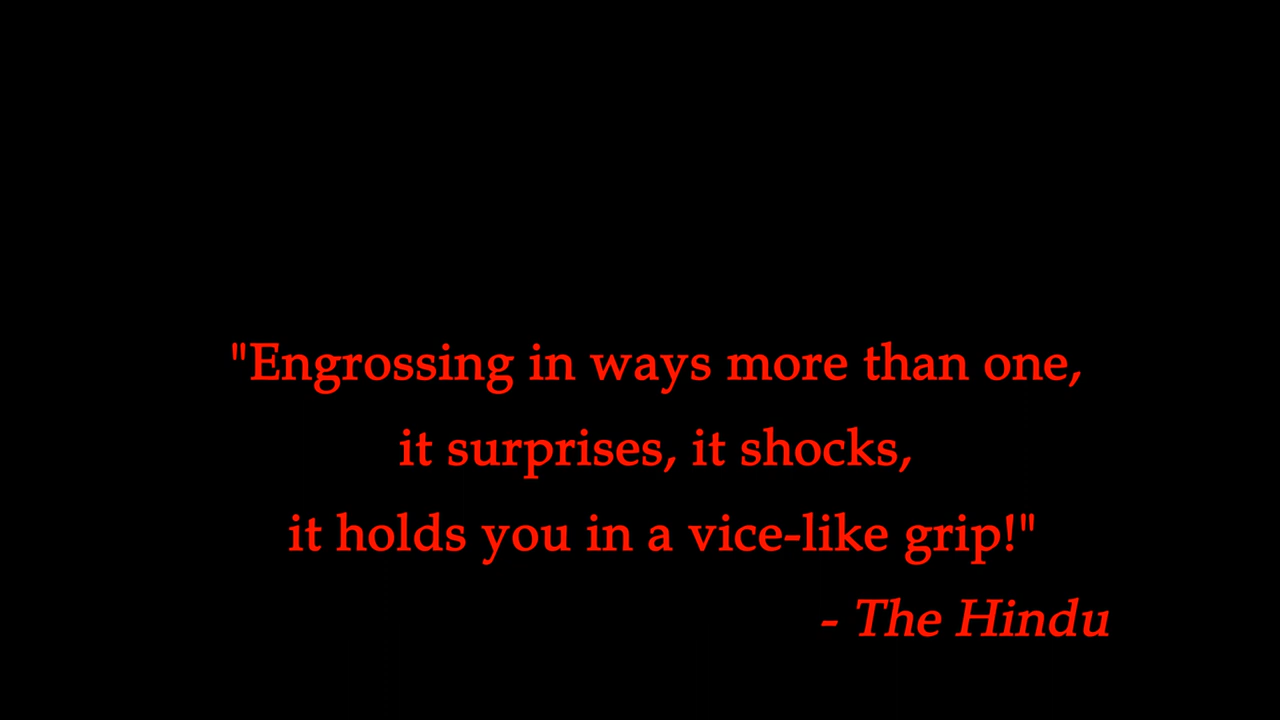 "Engrossing in ways more than one,
it surprises, it shocks,
it holds you in a vice-like grip!"
- The Hindu